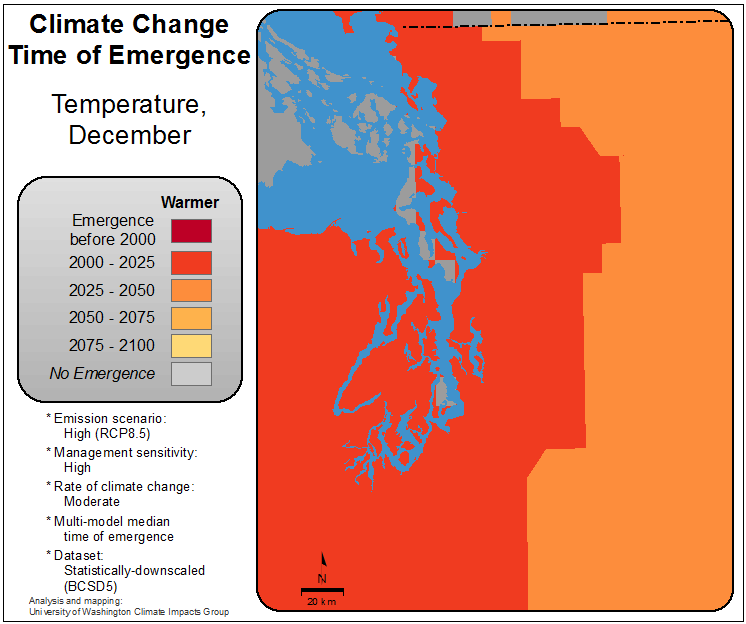 Climate Change
Time of Emergence
Temperature,
December
Warmer
Emergence
before 2000
2000 - 2025
2025 - 2050
2050 - 2075
2075 - 2100
No Emergence
* Emission scenario:
High (RCP8.5)
* Management sensitivity:
High
* Rate of climate change:
Moderate
* Multi-model median
time of emergence
* Dataset:
Statistically-downscaled
(BCSD5)
Analysis and mapping:
University of Washington Climate Impacts Group
N
20 km